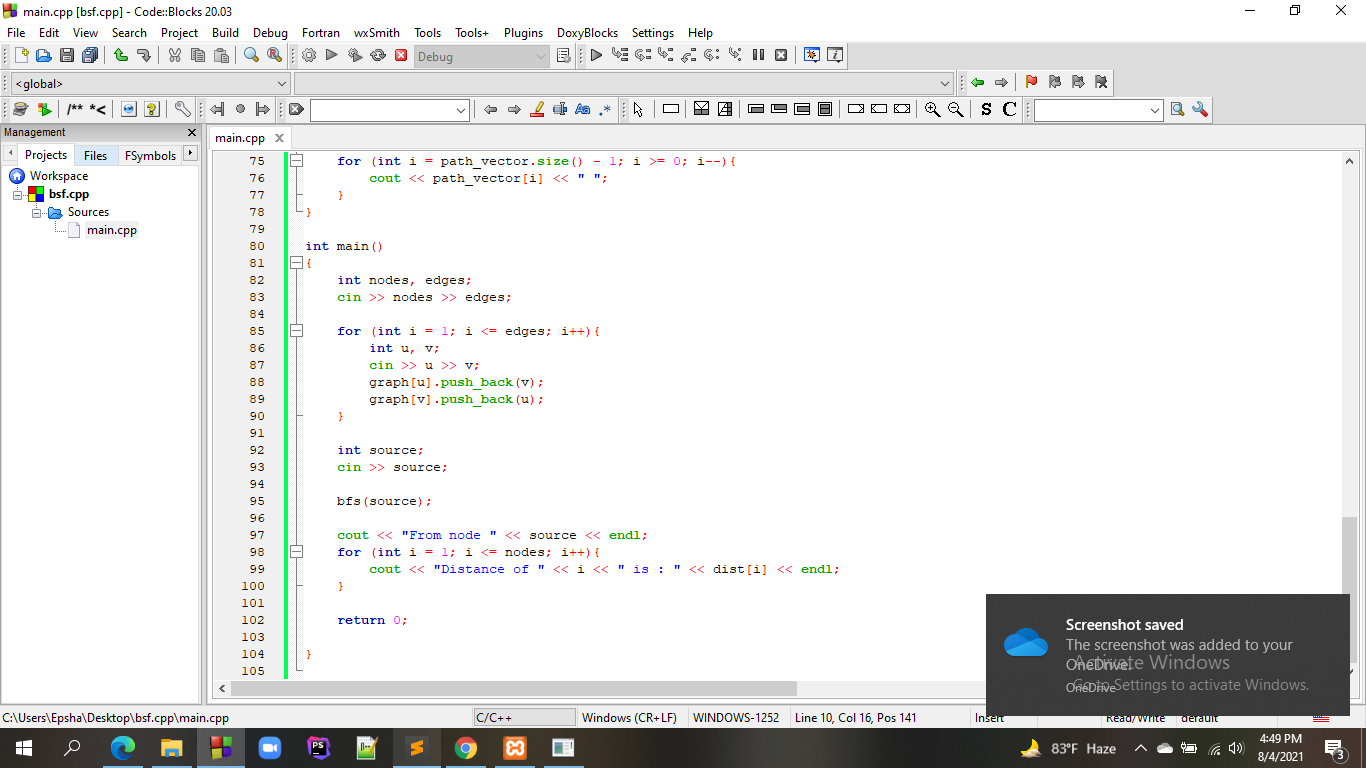 main.cpp [bsf.cpp] - Code::Blocks 20.03
File Edit View Search Project Build Debug Fortran wxSmith Tools Tools+ Plugins DoxyBlocks Settings Help
Debug
<global>
/** *<
Aa .*
S C
Management
Projects Files FSymbols
main.cpp
Workspace
bsf.cpp
Sources
main.cpp
75 for (int i = path_vector.size() - 1; i >= 0; i--){
76 cout << path_vector[i] << " ";
77 }
78 }
79
80 int main()
81 {
82 int nodes, edges;
83 cin >> nodes >> edges;
84
85 for (int i = 1; i <= edges; i++){
86 int u, v;
87 cin >> u >> v;
88 graph[u].push_back(v);
89 graph[v].push_back(u);
90 }
91
92 int source;
93 cin >> source;
94
95 bfs(source);
96
97 cout << "From node " << source << endl;
98 for (int i = 1; i <= nodes; i++){
99 cout << "Distance of " << i << " is : " << dist[i] << endl;
100 }
101
102 return 0;
103
104 }
105
Screenshot saved
The screenshot was added to your
OneDrive.
OneDrive
Activate Windows
Go to Settings to activate Windows.
C:\Users\Epsha\Desktop\bsf.cpp\main.cpp C/C++ Windows (CR+LF) WINDOWS-1252 Line 10, Col 16, Pos 141 Insert Read/Write default
83°F Haze
4:49 PM
8/4/2021
3